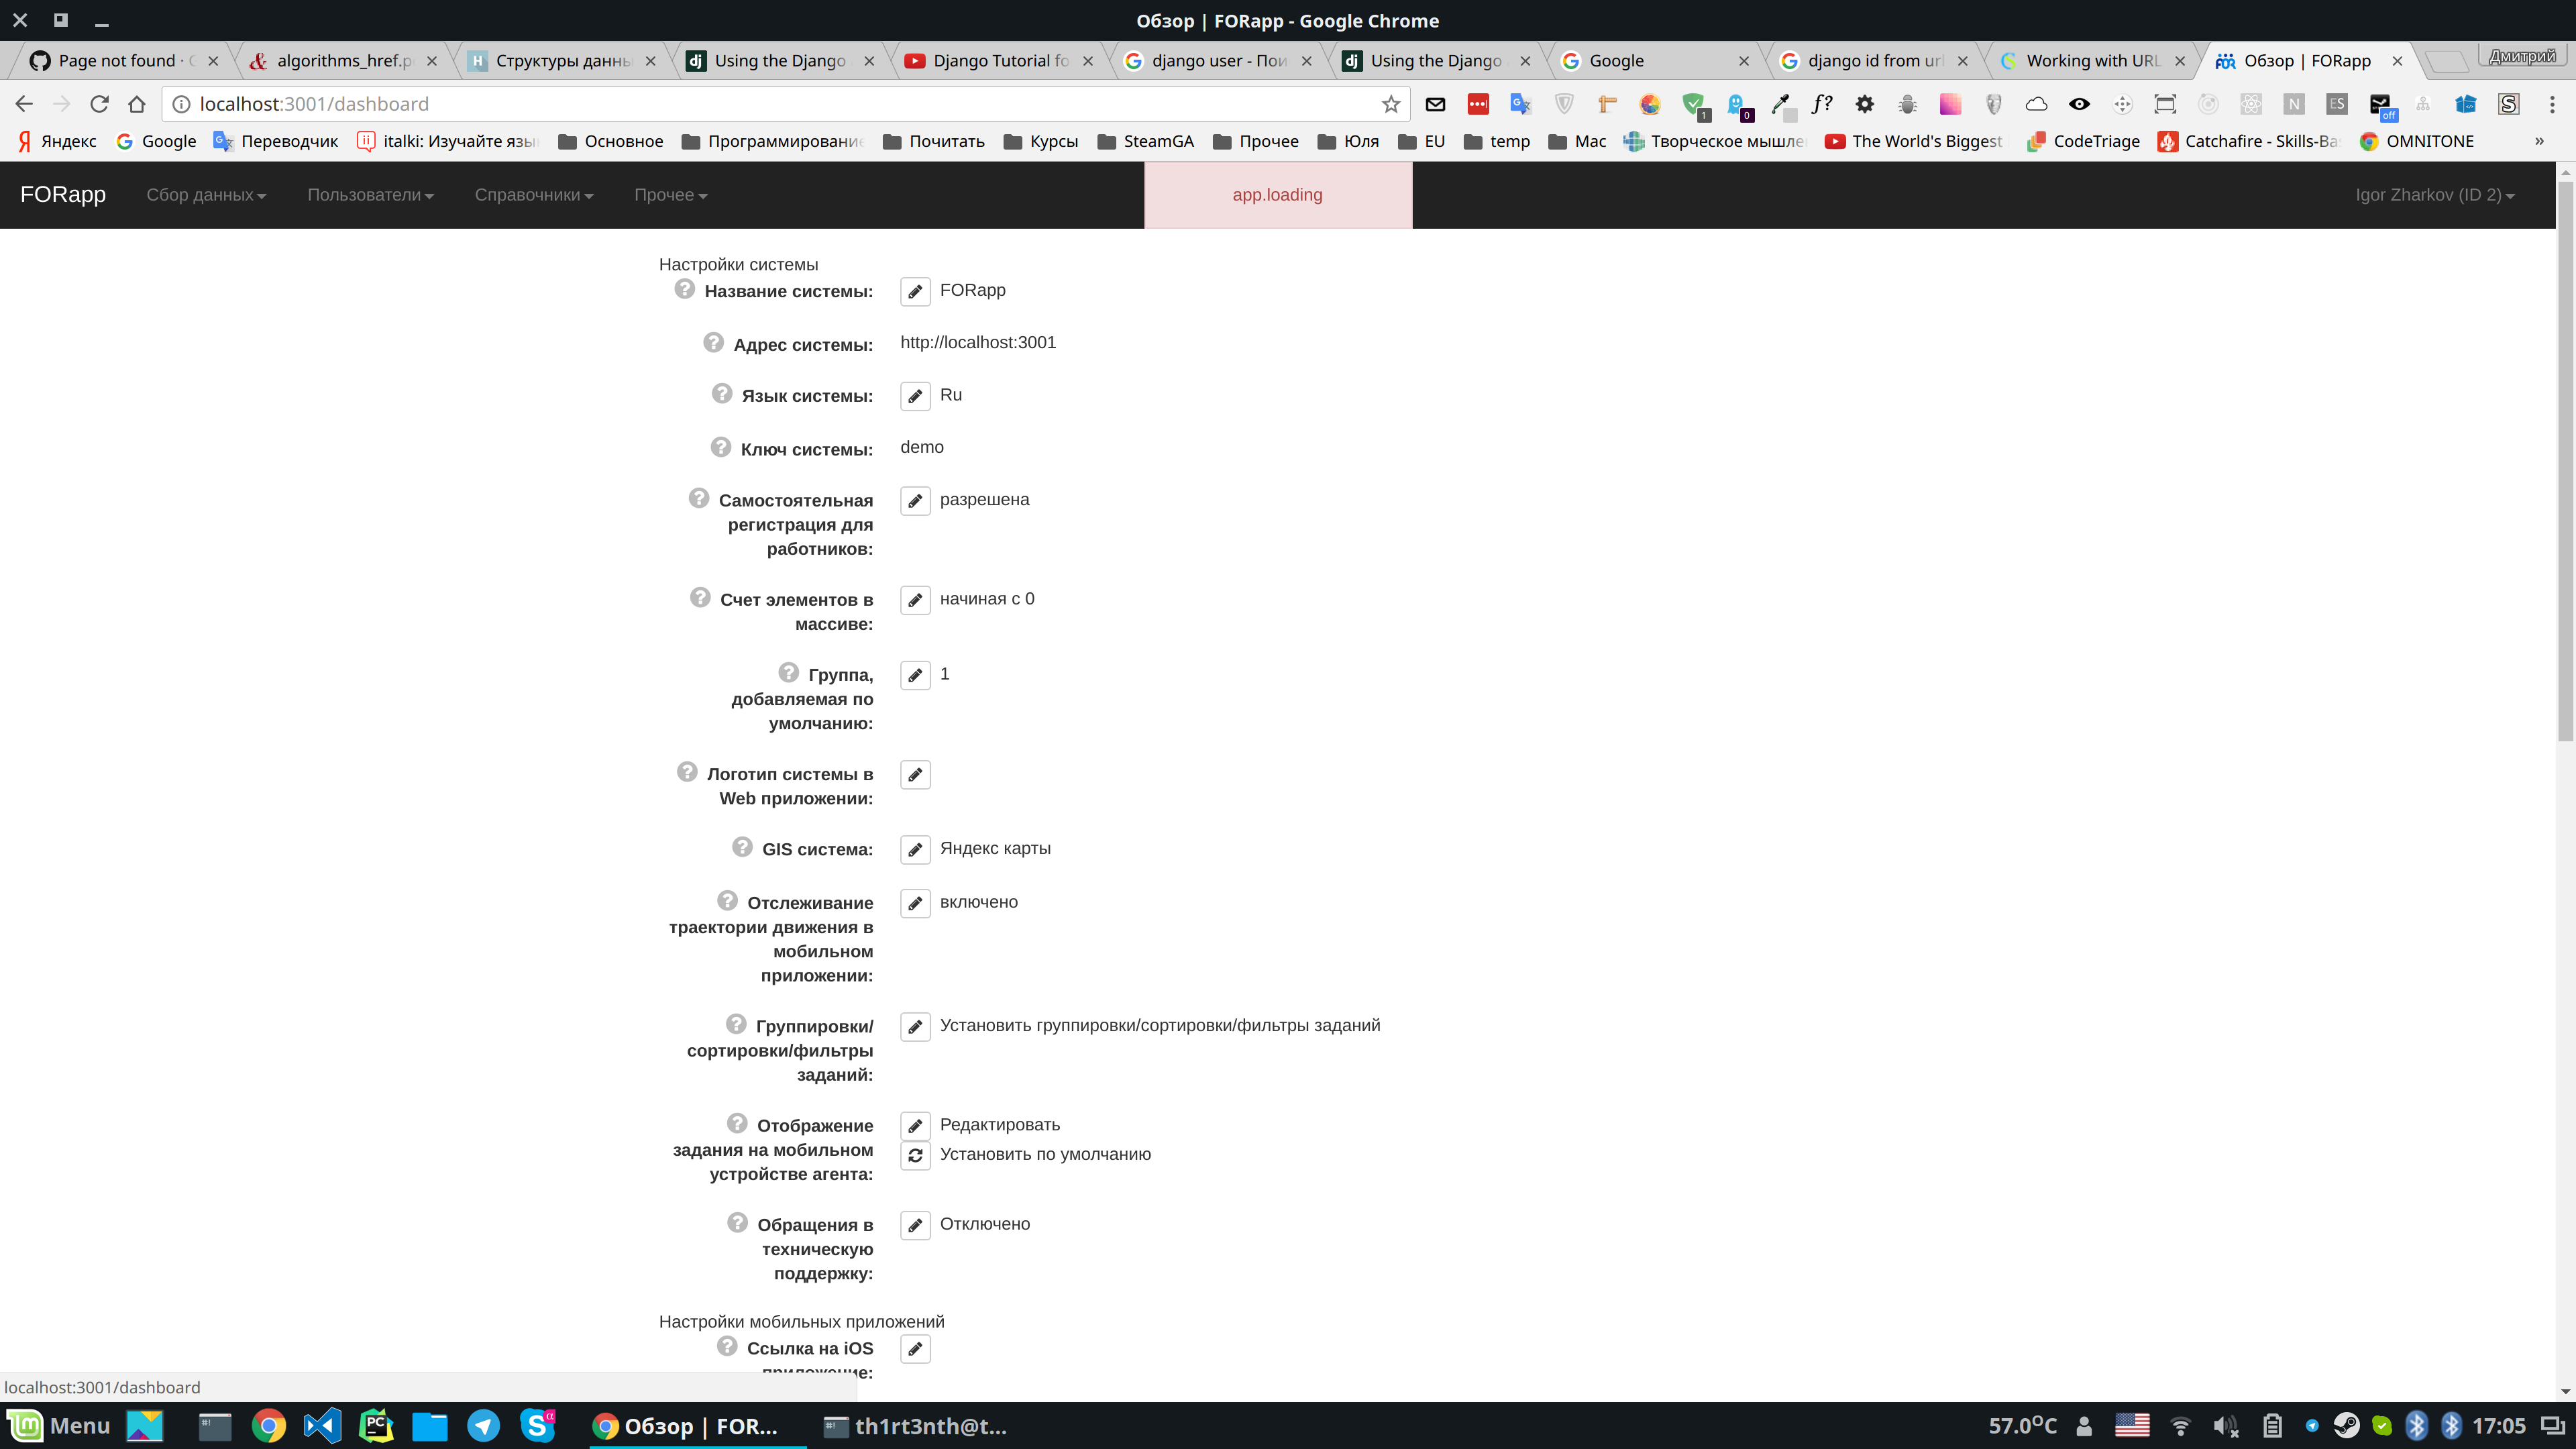 Обзор | FORapp - Google Chrome
Page not found ·
algorithms_href.p
Структуры данн
Using the Django
Django Tutorial fo
django user - Пои
Using the Django
Google
django id from ur
Working with URL
Обзор | FORapp
Дмитрий
localhost:3001/dashboard
f?
1
0
N
ES
off
Яндекс
Google
Переводчик
italki: Изучайте язы
Основное
Программирование
Почитать
Курсы
SteamGA
Прочее
Юля
EU
temp
Mac
Творческое мышле
The World's Biggest
CodeTriage
Catchafire - Skills-Ba
OMNITONE
»
FORapp
Сбор данных
Пользователи
Справочники
Прочее
app.loading
Igor Zharkov (ID 2)
Настройки системы
Название системы:
FORapp
Адрес системы:
http://localhost:3001
Язык системы:
Ru
Ключ системы:
demo
Самостоятельная
регистрация для
работников:
разрешена
Счет элементов в
массиве:
начиная с 0
Группа,
добавляемая по
умолчанию:
1
Логотип системы в
Web приложении:
GIS система:
Яндекс карты
Отслеживание
траектории движения в
мобильном
приложении:
включено
Группировки/
сортировки/фильтры
заданий:
Установить группировки/сортировки/фильтры заданий
Отображение
задания на мобильном
устройстве агента:
Редактировать
Установить по умолчанию
Обращения в
техническую
поддержку:
Отключено
Настройки мобильных приложений
Ссылка на iOS
приложение:
localhost:3001/dashboard
Menu
Обзор | FOR...
th1rt3nth@t...
57.0°C
17:05